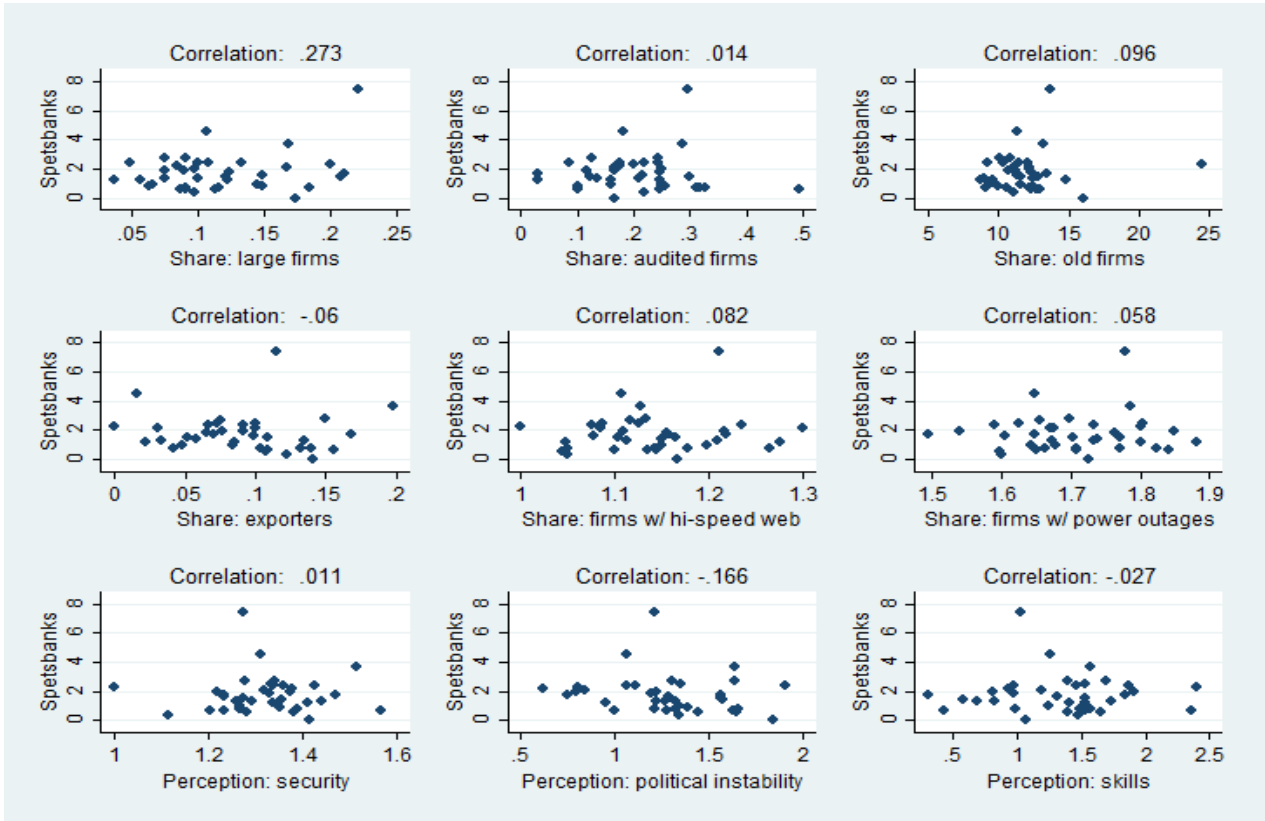 Correlation: .273
Spetsbanks
8
6
4
2
0
.05 .1 .15 .2 .25
Share: large firms
Correlation: .014
Spetsbanks
8
6
4
2
0
0 .1 .2 .3 .4 .5
Share: audited firms
Correlation: .096
Spetsbanks
8
6
4
2
0
5 10 15 20 25
Share: old firms
Correlation: -.06
Spetsbanks
8
6
4
2
0
0 .05 .1 .15 .2
Share: exporters
Correlation: .082
Spetsbanks
8
6
4
2
0
1 1.1 1.2 1.3
Share: firms w/ hi-speed web
Correlation: .058
Spetsbanks
8
6
4
2
0
1.5 1.6 1.7 1.8 1.9
Share: firms w/ power outages
Correlation: .011
Spetsbanks
8
6
4
2
0
1 1.2 1.4 1.6
Perception: security
Correlation: -.166
Spetsbanks
8
6
4
2
0
.5 1 1.5 2
Perception: political instability
Correlation: -.027
Spetsbanks
8
6
4
2
0
.5 1 1.5 2 2.5
Perception: skills